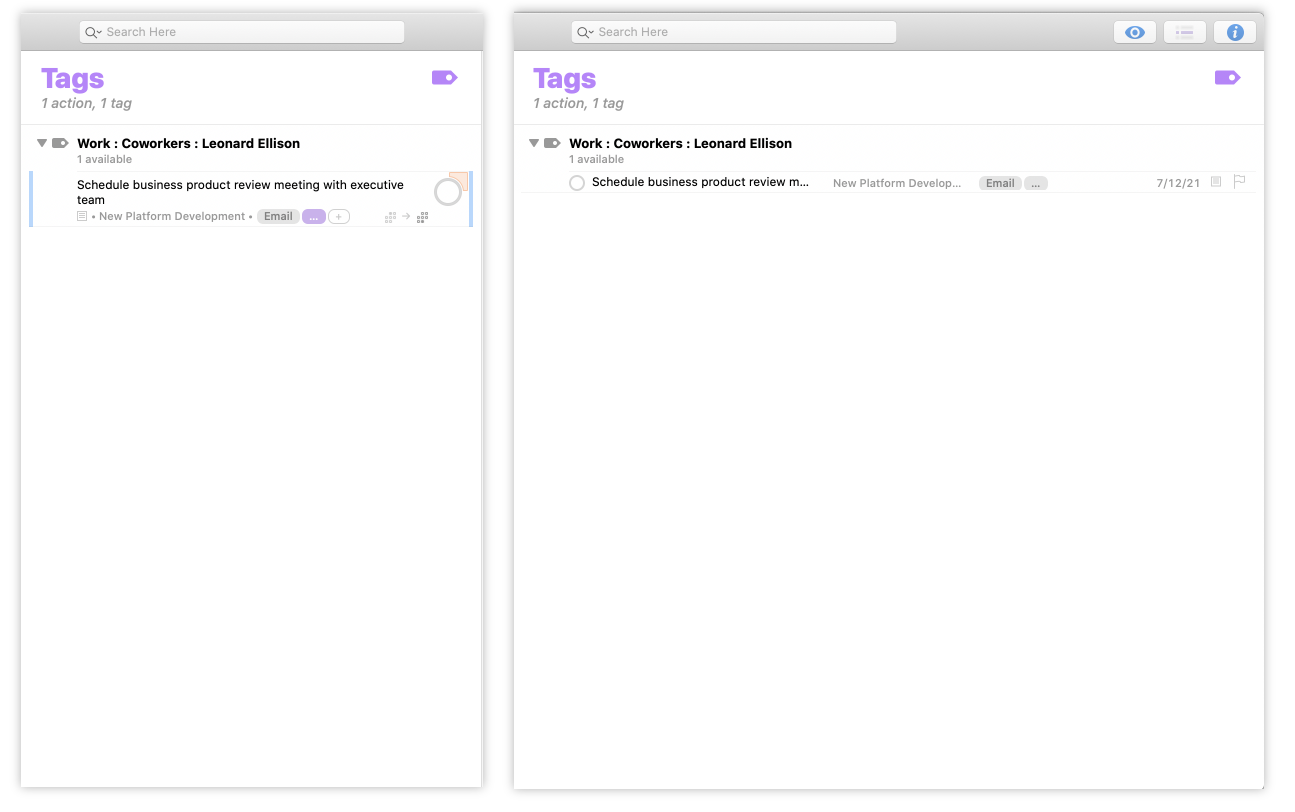 Search Here
Tags
1 action, 1 tag
Work : Coworkers : Leonard Ellison
1 available
Schedule business product review meeting with executive
team
• New Platform Development • Email ... +
Search Here
Tags
1 action, 1 tag
Work : Coworkers : Leonard Ellison
1 available
Schedule business product review m... New Platform Develop... Email ... 7/12/21